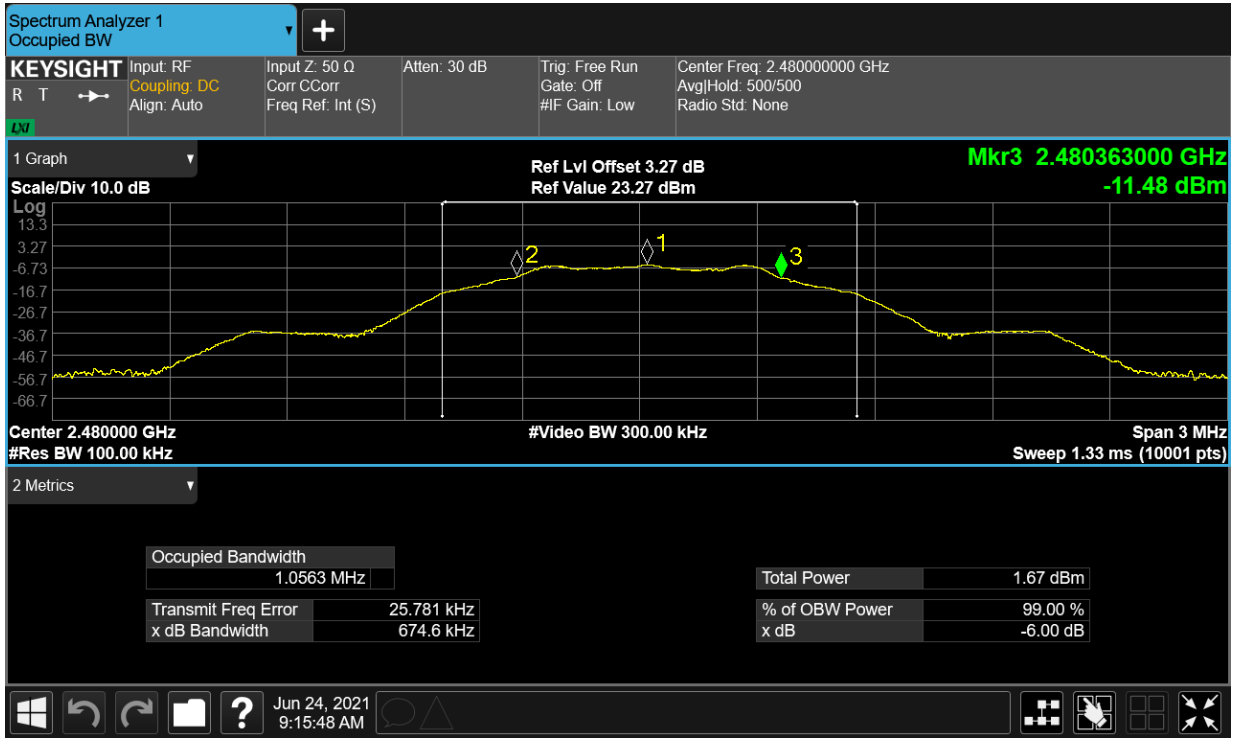 Spectrum Analyzer 1
Occupied BW
KEYSIGHT
R T
LXI
Input: RF
Coupling: DC
Align: Auto
Input Z: 50 Ω
Corr CCorr
Freq Ref: Int (S)
Atten: 30 dB
Trig: Free Run
Gate: Off
#IF Gain: Low
Center Freq: 2.480000000 GHz
Avg|Hold: 500/500
Radio Std: None
1 Graph
Scale/Div 10.0 dB
Ref Lvl Offset 3.27 dB
Ref Value 23.27 dBm
Mkr3 2.480363000 GHz
-11.48 dBm
Log
13.3
3.27
-6.73
-16.7
-26.7
-36.7
-46.7
-56.7
-66.7
2
1
3
Center 2.480000 GHz
#Res BW 100.00 kHz
#Video BW 300.00 kHz
Span 3 MHz
Sweep 1.33 ms (10001 pts)
2 Metrics
Occupied Bandwidth
1.0563 MHz
Transmit Freq Error 25.781 kHz
x dB Bandwidth 674.6 kHz
Total Power 1.67 dBm
% of OBW Power 99.00 %
x dB -6.00 dB
?
Jun 24, 2021
9:15:48 AM